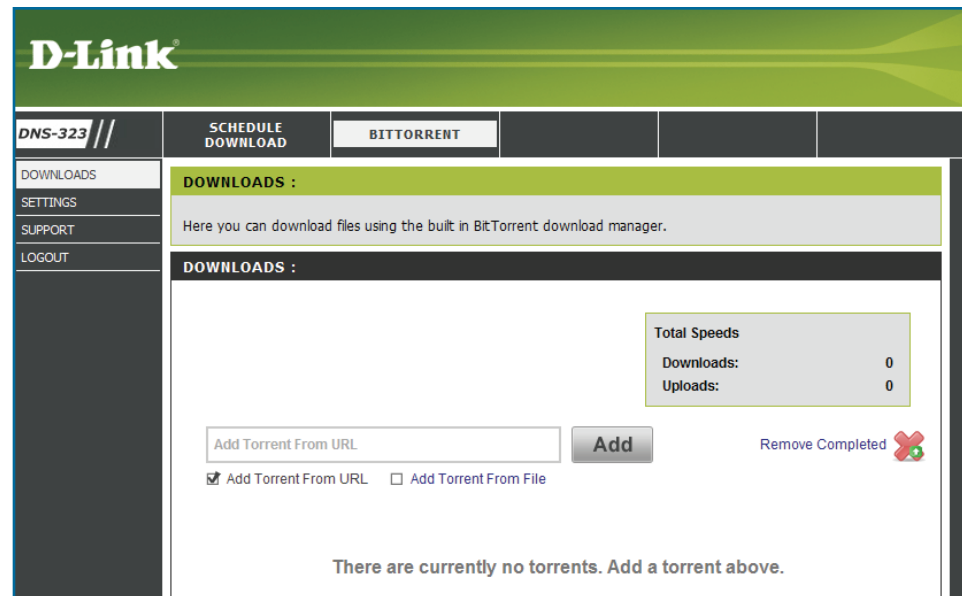 D-Link®
DNS-323
SCHEDULE
DOWNLOAD
BITTORRENT
DOWNLOADS
SETTINGS
SUPPORT
LOGOUT
DOWNLOADS :
Here you can download files using the built in BitTorrent download manager.
DOWNLOADS :
Total Speeds
Downloads: 0
Uploads: 0
Add Torrent From URL
Add
Remove Completed
Add Torrent From URL
Add Torrent From File
There are currently no torrents. Add a torrent above.